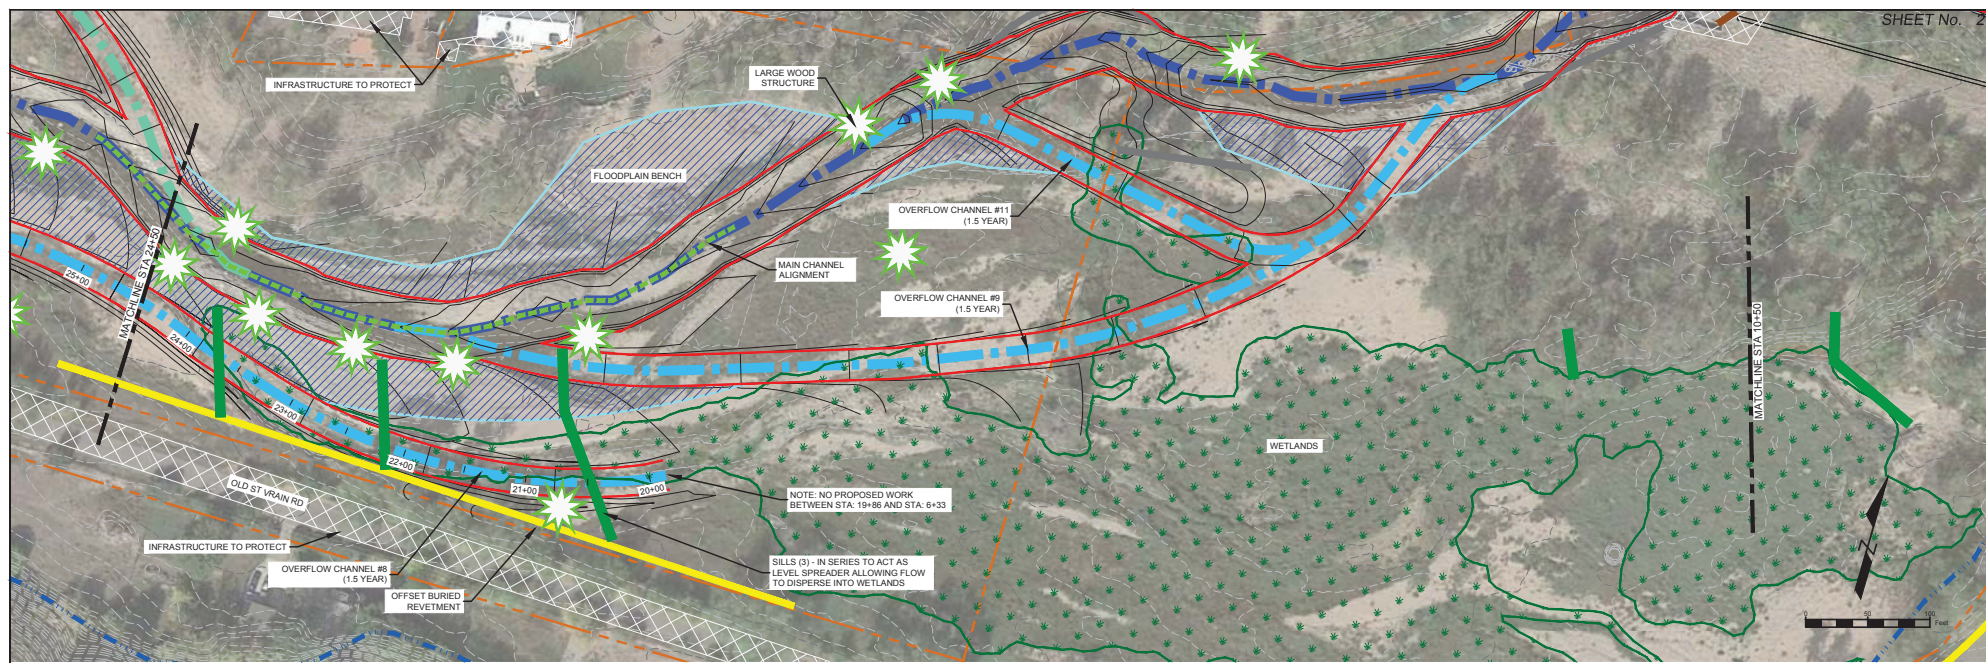 SHEET No. 2
INFRASTRUCTURE TO PROTECT
LARGE WOOD
STRUCTURE
FLOODPLAIN BENCH
OVERFLOW CHANNEL #11
(1.5 YEAR)
MAIN CHANNEL
ALIGNMENT
OVERFLOW CHANNEL #9
(1.5 YEAR)
MATCHLINE STA 24+50
MATCHLINE STA 10+50
25+00
24+00
23+00
22+00
21+00
20+00
WETLANDS
OLD ST VRAIN RD
NOTE: NO PROPOSED WORK
BETWEEN STA: 19+86 AND STA: 6+33
INFRASTRUCTURE TO PROTECT
OVERFLOW CHANNEL #8
(1.5 YEAR)
OFFSET BURIED
REVETMENT
SILLS (3) - IN SERIES TO ACT AS
LEVEL SPREADER ALLOWING FLOW
TO DISPERSE INTO WETLANDS
N
0 50 100
Feet